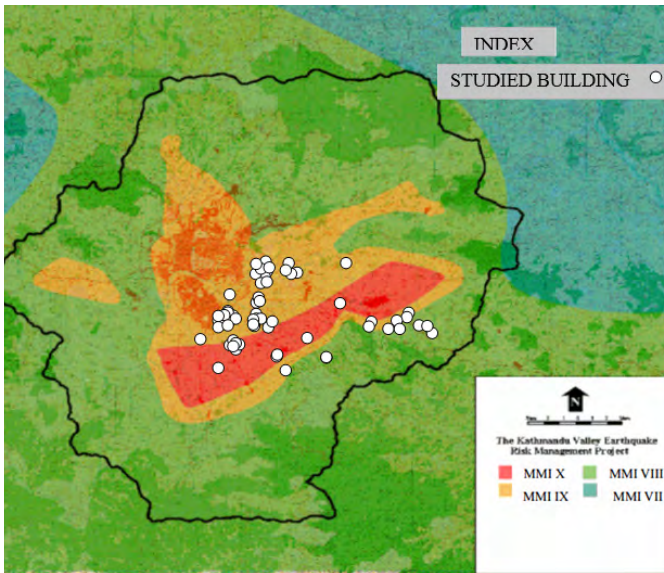 INDEX
STUDIED BUILDING
N
The Kathmandu Valley Earthquake
Risk Management Project
MMI X
MMI VIII
MMI IX
MMI VII